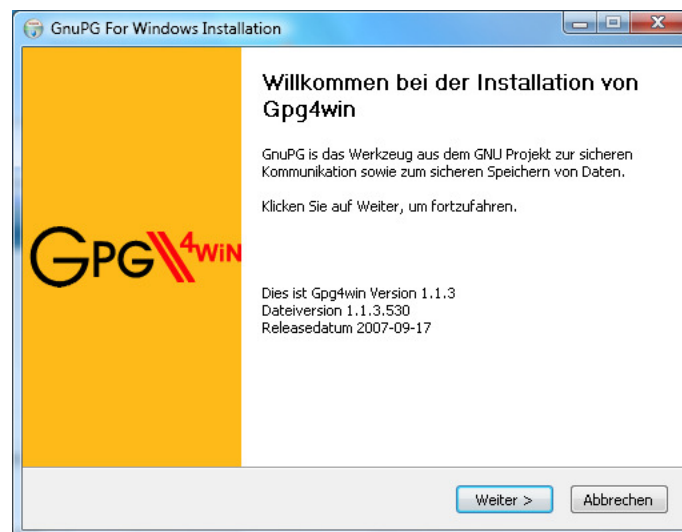 GnuPG For Windows Installation
Willkommen bei der Installation von
Gpg4win
GnuPG is das Werkzeug aus dem GNU Projekt zur sicheren
Kommunikation sowie zum sicheren Speichern von Daten.
Klicken Sie auf Weiter, um fortzufahren.
GPG4WiN
Dies ist Gpg4win Version 1.1.3
Dateiversion 1.1.3.530
Releasedatum 2007-09-17
Weiter > Abbrechen